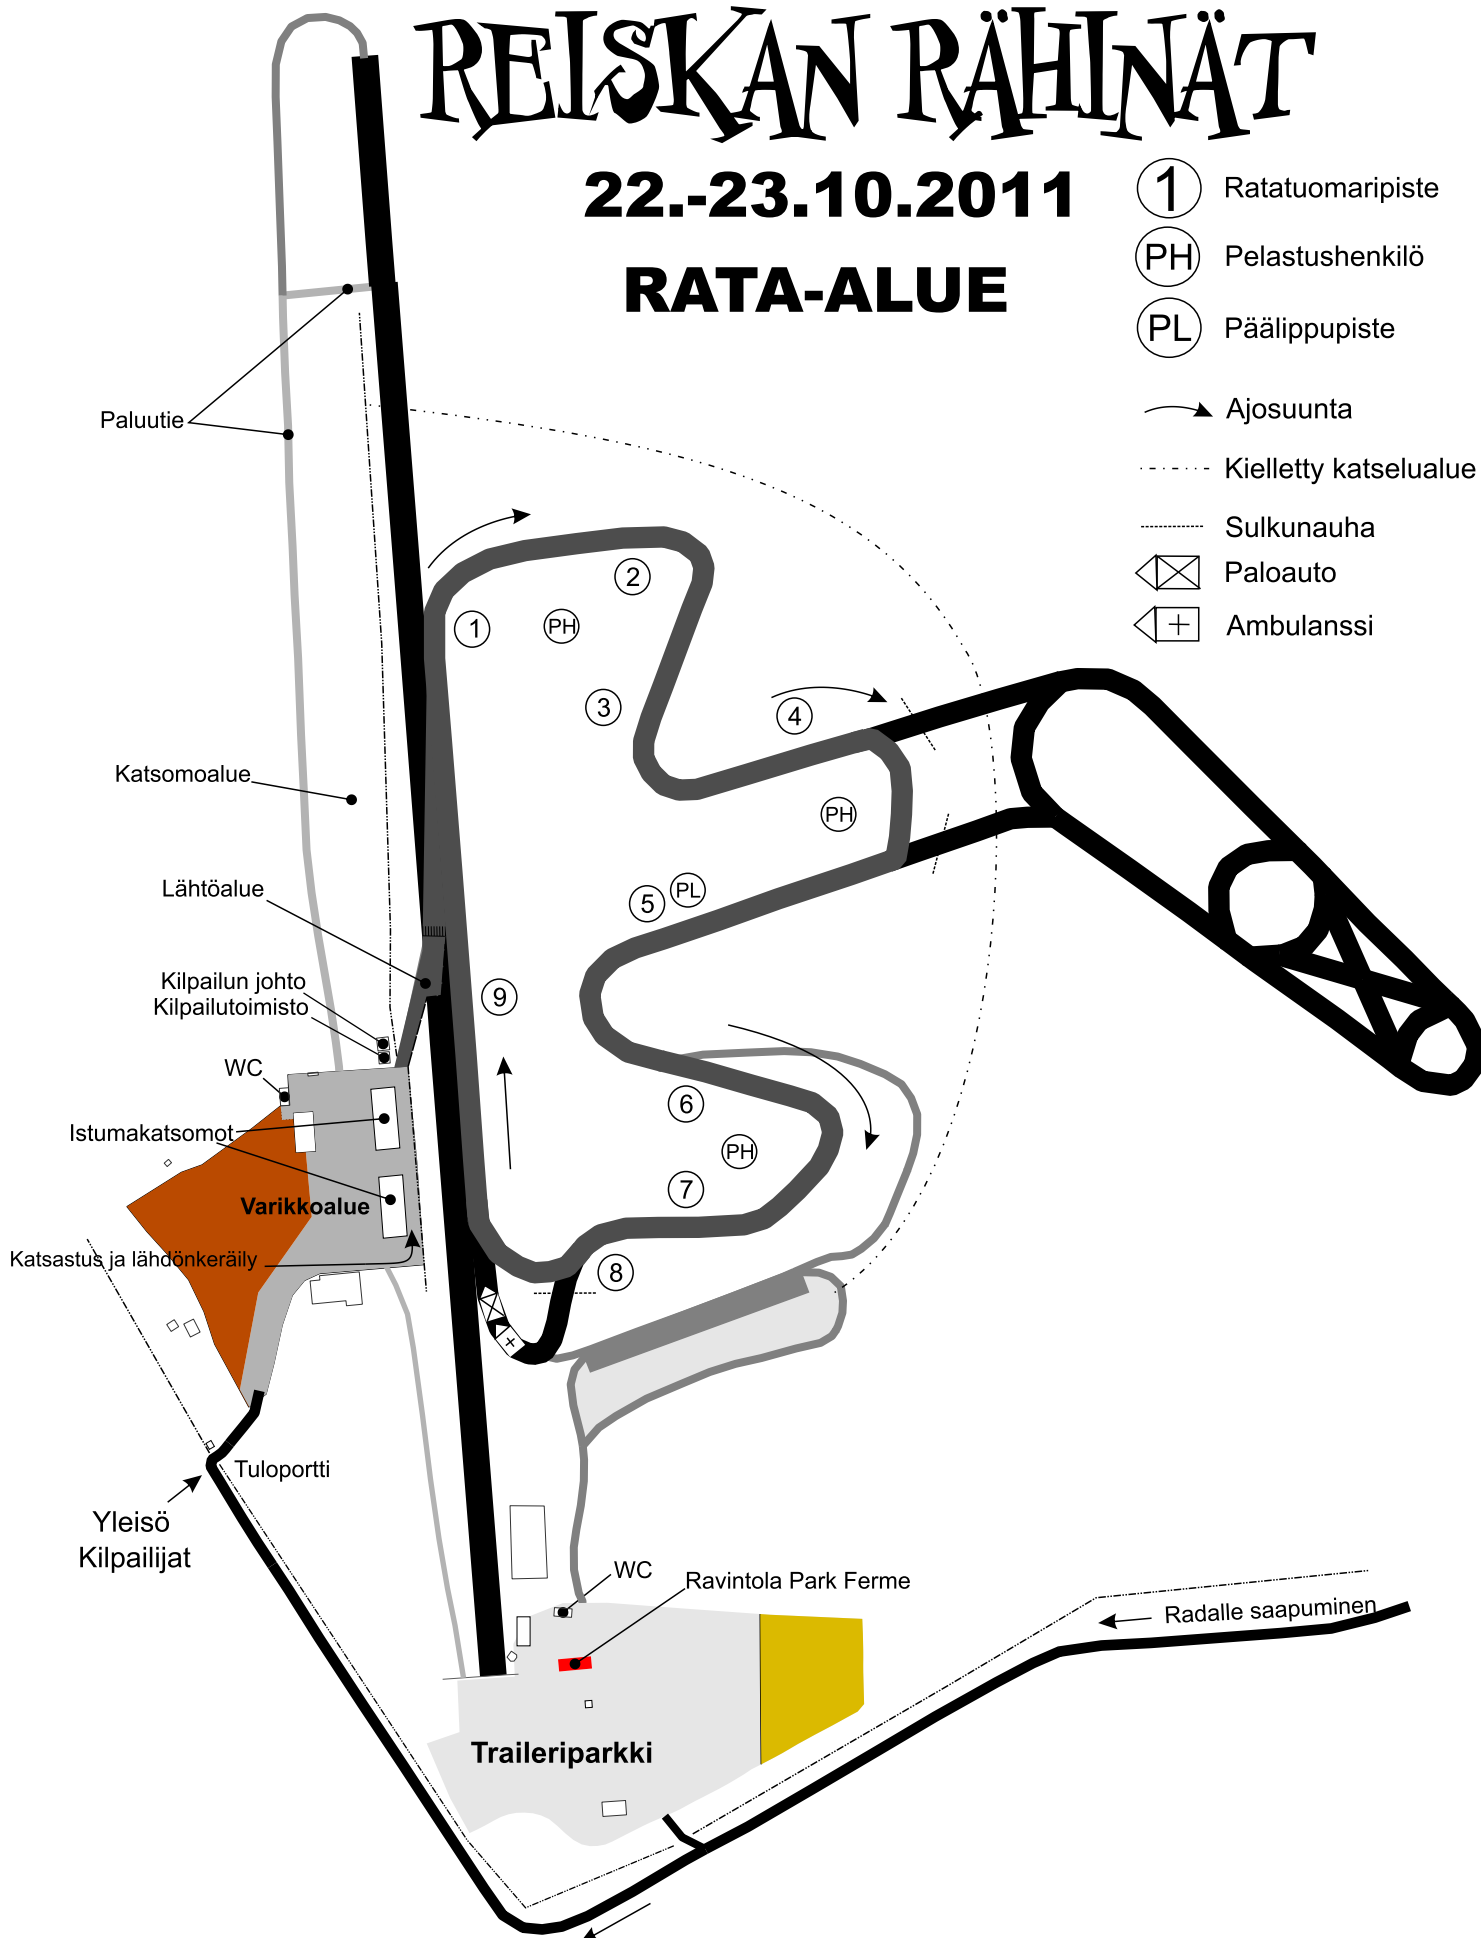 REISKAN RÄHINÄT
22.-23.10.2011
RATA-ALUE
1 Ratatuomaripiste
PH Pelastushenkilö
PL Päälippupiste
Ajosuunta
Kielletty katselualue
Sulkunauha
Paloauto
Ambulanssi
Paluutie
2
1
PH
3
4
Katsomoalue
PH
Lähtöalue
5
PL
Kilpailun johto
9
Kilpailutoimisto
WC
6
Istumakatsomot
PH
7
Varikkoalue
Katsastus ja lähdönkeräily
8
Tuloportti
Yleisö
Kilpailijat
WC
Ravintola Park Ferme
Radalle saapuminen
Traileriparkki